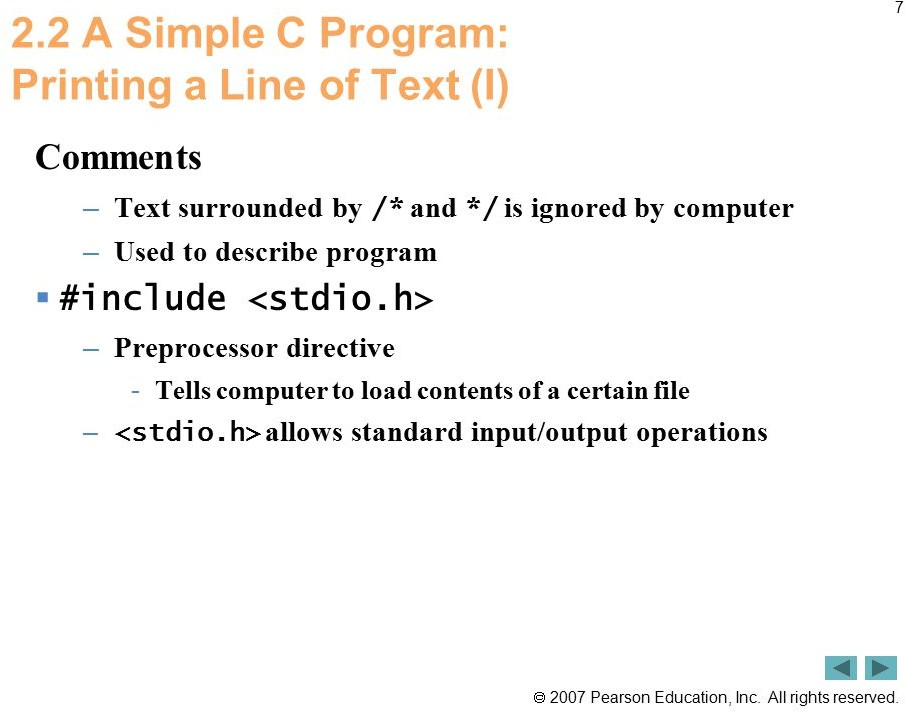 7
2.2 A Simple C Program:
Printing a Line of Text (I)
Comments
– Text surrounded by /* and */ is ignored by computer
– Used to describe program
▪ #include <stdio.h>
– Preprocessor directive
- Tells computer to load contents of a certain file
– <stdio.h> allows standard input/output operations
© 2007 Pearson Education, Inc. All rights reserved.